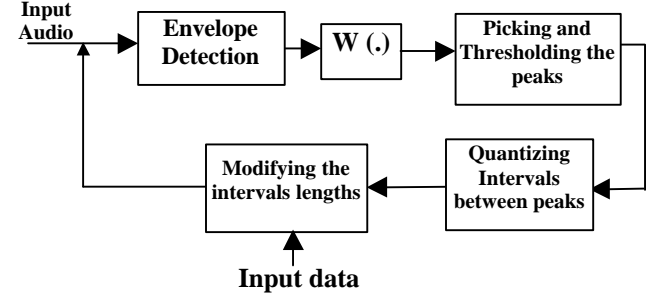 Input
Audio
Envelope
Detection
W (.)
Picking and
Thresholding the
peaks
Modifying the
intervals lengths
Quantizing
Intervals
between peaks
Input data